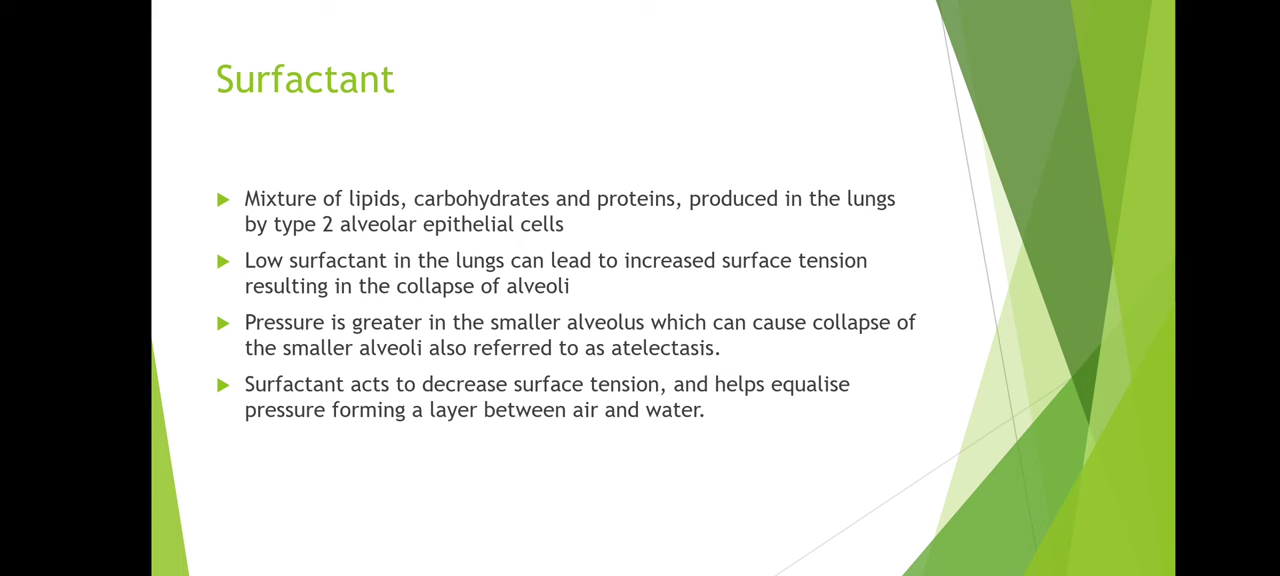 Surfactant
Mixture of lipids, carbohydrates and proteins, produced in the lungs
by type 2 alveolar epithelial cells
Low surfactant in the lungs can lead to increased surface tension
resulting in the collapse of alveoli
Pressure is greater in the smaller alveolus which can cause collapse of
the smaller alveoli also referred to as atelectasis.
Surfactant acts to decrease surface tension, and helps equalise
pressure forming a layer between air and water.